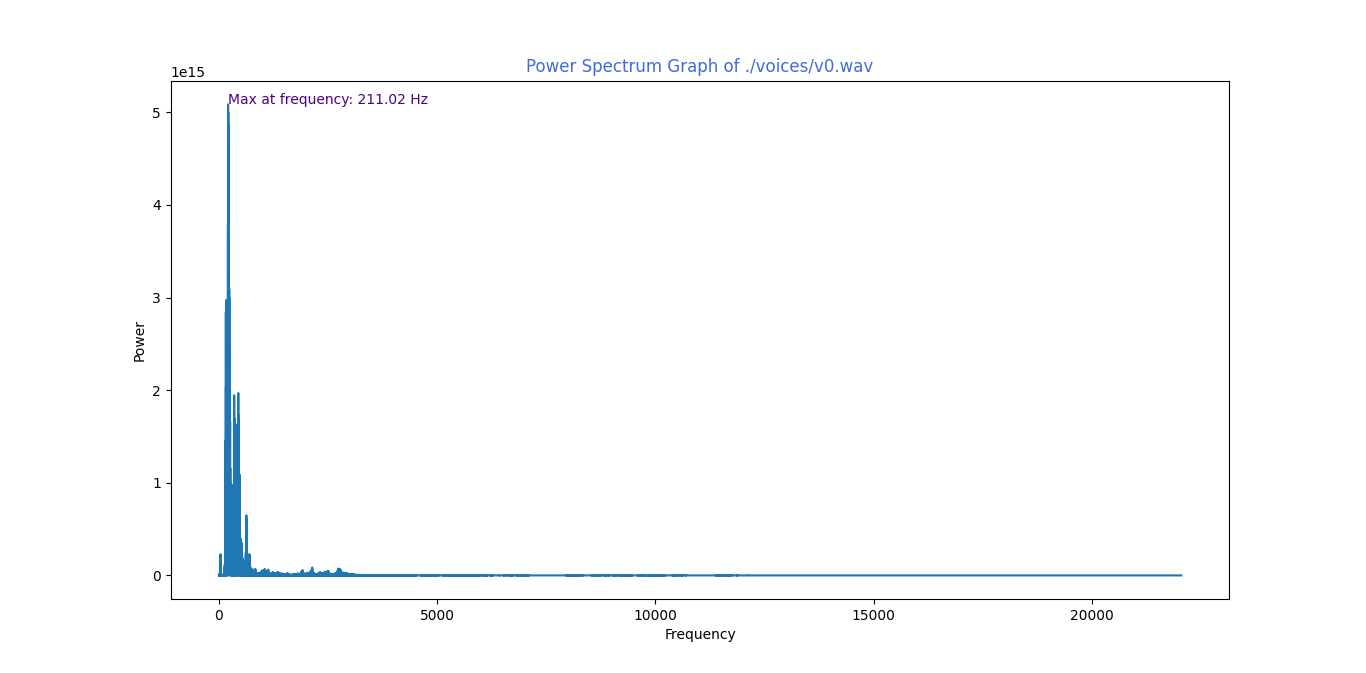 Power Spectrum Graph of ./voices/v0.wav
1e15
Max at frequency: 211.02 Hz
5
4
3
2
1
0
Power
0 5000 10000 15000 20000
Frequency